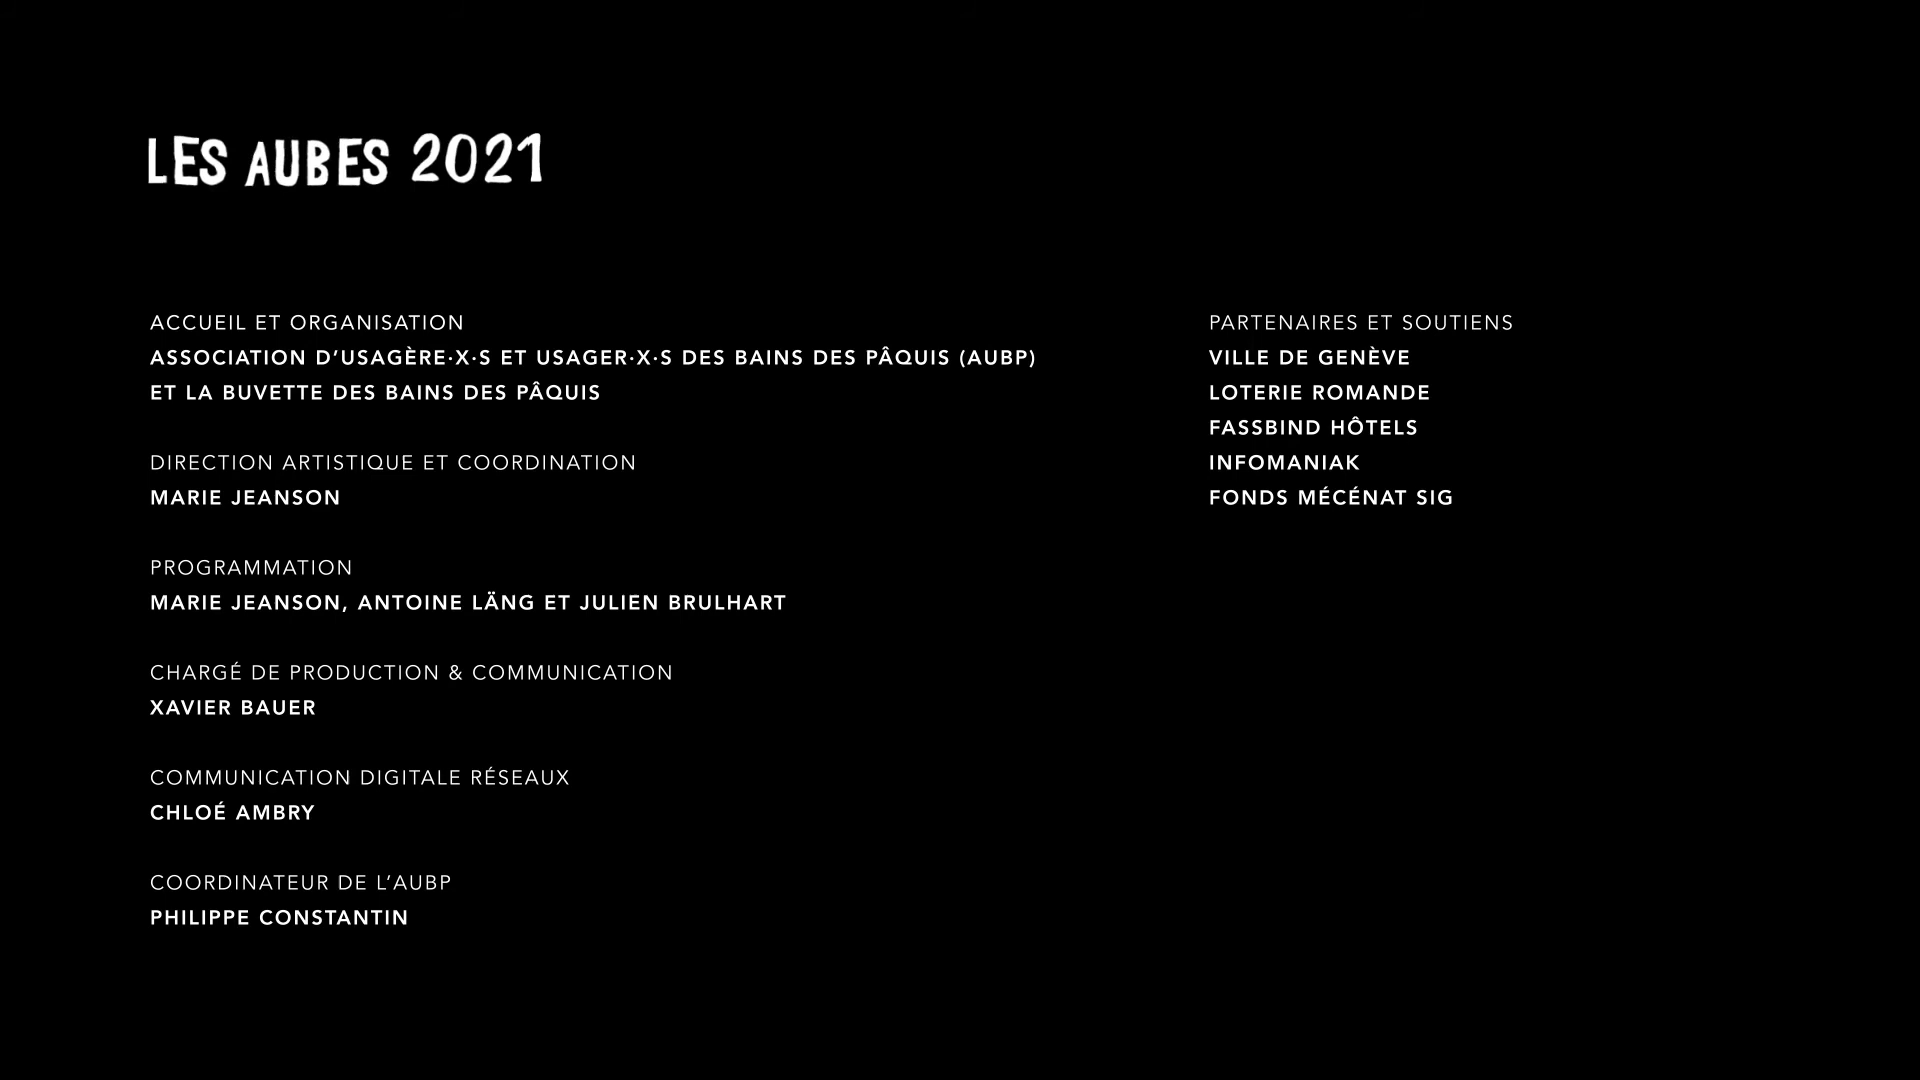 LES AUBES 2021
ACCUEIL ET ORGANISATION
ASSOCIATION D’USAGÈRE·X·S ET USAGER·X·S DES BAINS DES PÂQUIS (AUBP)
ET LA BUVETTE DES BAINS DES PÂQUIS
DIRECTION ARTISTIQUE ET COORDINATION
MARIE JEANSON
PROGRAMMATION
MARIE JEANSON, ANTOINE LÄNG ET JULIEN BRULHART
CHARGÉ DE PRODUCTION & COMMUNICATION
XAVIER BAUER
COMMUNICATION DIGITALE RÉSEAUX
CHLOÉ AMBRY
COORDINATEUR DE L’AUBP
PHILIPPE CONSTANTIN
PARTENAIRES ET SOUTIENS
VILLE DE GENÈVE
LOTERIE ROMANDE
FASSBIND HÔTELS
INFOMANIAK
FONDS MÉCÉNAT SIG